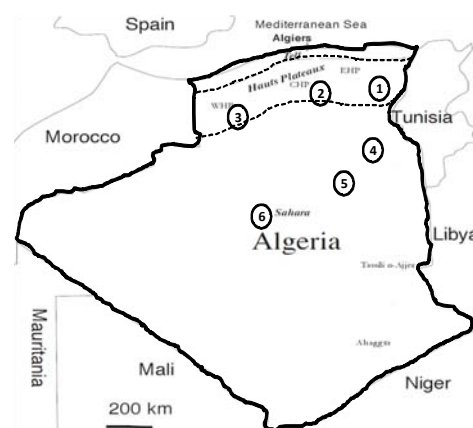 Mediterranean Sea
Spain
Algiers
Tell
Hauts Plateaux
EHP
CHP
WHP
1
2
3
Tunisia
Morocco
4
5
6
Sahara
Algeria
Libya
Tassili n-Ajjer
Mauritania
Ahaggar
Mali
Niger
200 km